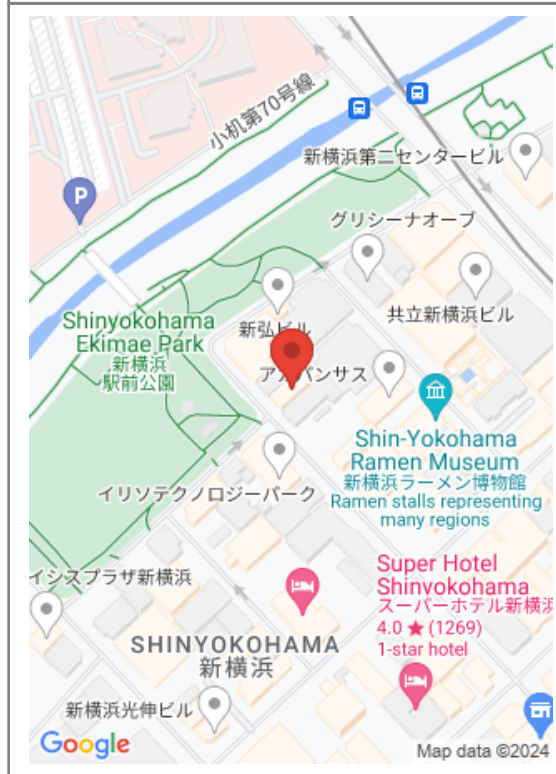 小机第70号線
新横浜第二センタービル
P
グリシーナオーブ
共立新横浜ビル
Shinyokohama
Ekimae Park
新横浜
駅前公園
新弘ビル
アルバンサス
Shin-Yokohama
Ramen Museum
新横浜ラーメン博物館
Ramen stalls representing
many regions
イリソテクノロジーパーク
イシスプラザ新横浜
Super Hotel
Shinyokohama
スーパーホテル新横浜
4.0 ★ (1269)
1-star hotel
SHINYOKOHAMA
新横浜
新横浜光伸ビル
Google
Map data ©2024